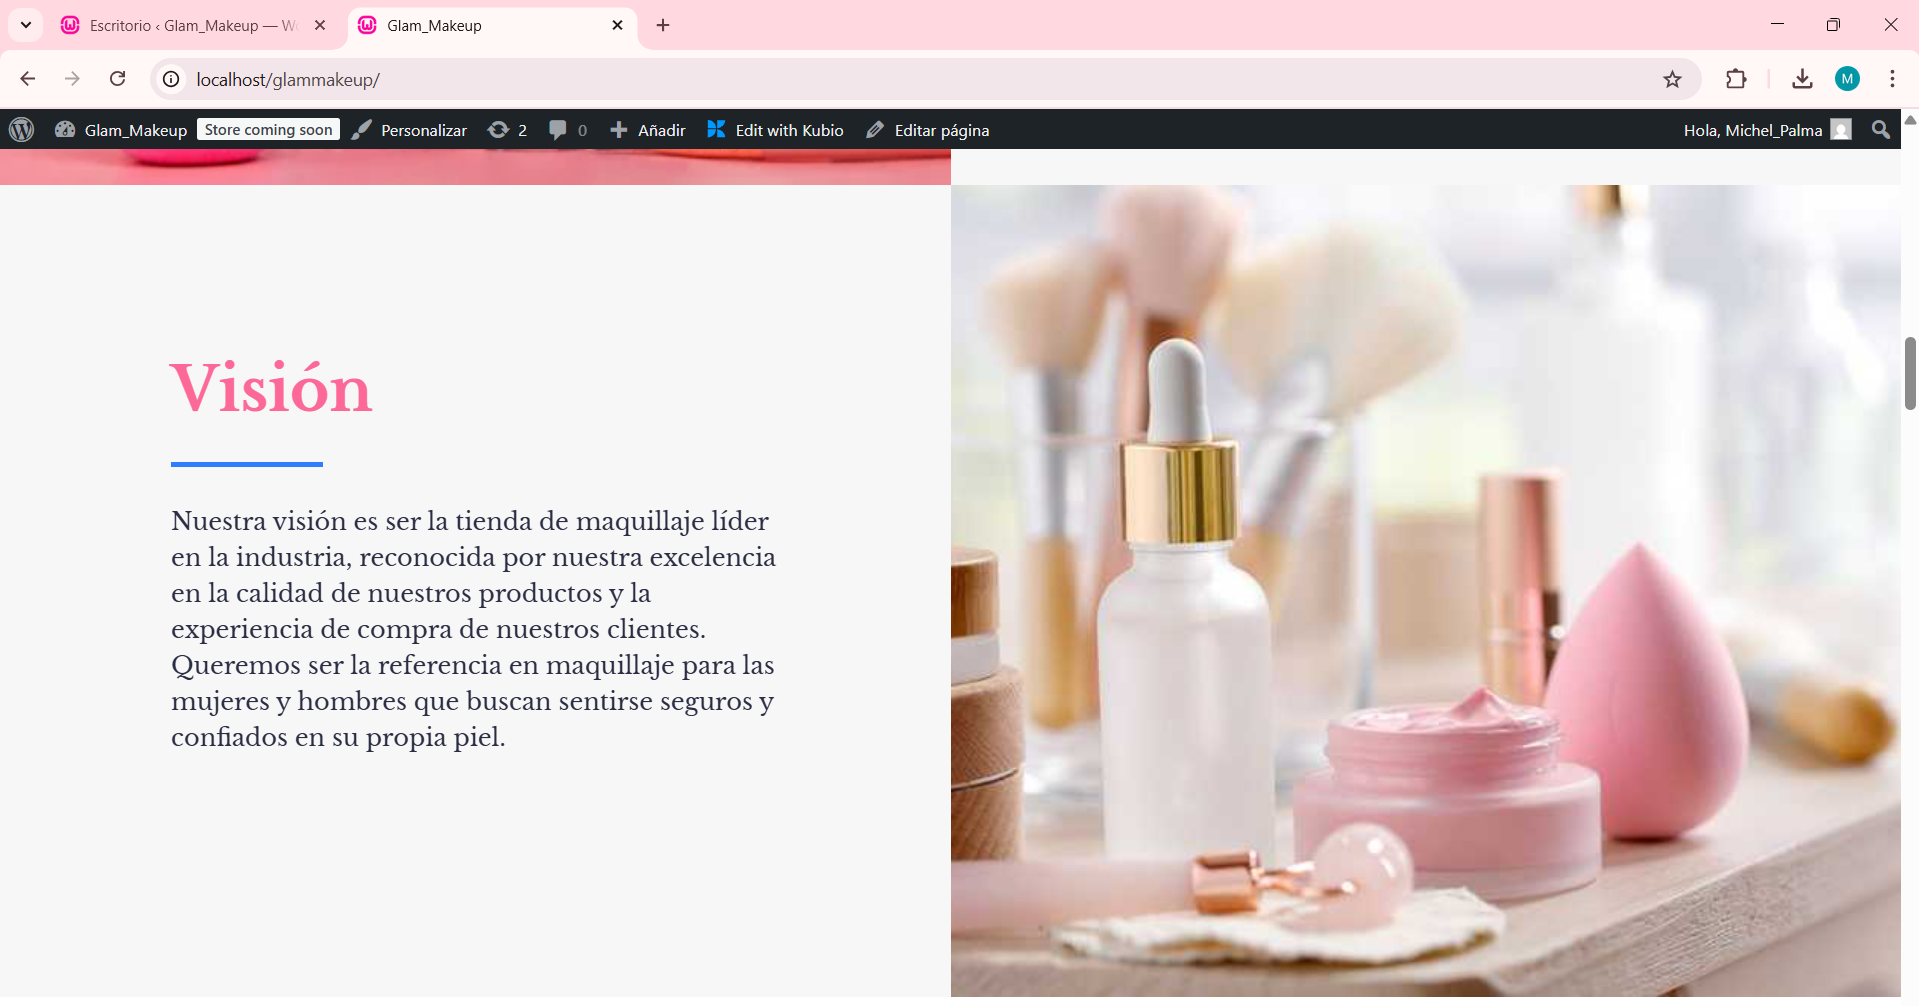 Escritorio ‹ Glam_Makeup — W
Glam_Makeup
localhost/glammakeup/
M
Glam_Makeup
Store coming soon
Personalizar
2
0
Añadir
Edit with Kubio
Editar página
Hola, Michel_Palma
Visión
Nuestra visión es ser la tienda de maquillaje líder
en la industria, reconocida por nuestra excelencia
en la calidad de nuestros productos y la
experiencia de compra de nuestros clientes.
Queremos ser la referencia en maquillaje para las
mujeres y hombres que buscan sentirse seguros y
confiados en su propia piel.